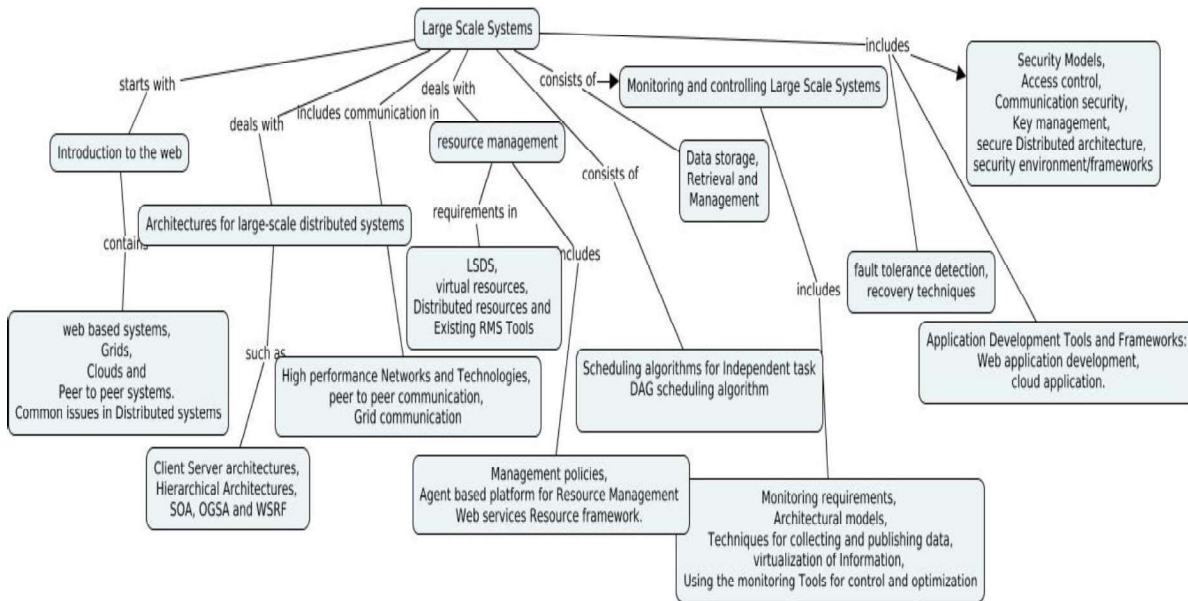 Large Scale Systems
includes
starts with
deals with
includes communication in
deals with
consists of
consists of
Monitoring and controlling Large Scale Systems
Security Models,
Access control,
Communication security,
Key management,
secure Distributed architecture,
security environment/frameworks
Introduction to the web
resource management
Data storage,
Retrieval and
Management
contains
Architectures for large-scale distributed systems
requirements in
includes
LSDS,
virtual resources,
Distributed resources and
Existing RMS Tools
includes
fault tolerance detection,
recovery techniques
web based systems,
Grids,
Clouds and
Peer to peer systems.
Common issues in Distributed systems
such as
High performance Networks and Technologies,
peer to peer communication,
Grid communication
Scheduling algorithms for Independent task
DAG scheduling algorithm
Application Development Tools and Frameworks:
Web application development,
cloud application.
Client Server architectures,
Hierarchical Architectures,
SOA, OGSA and WSRF
Management policies,
Agent based platform for Resource Management
Web services Resource framework.
Monitoring requirements,
Architectural models,
Techniques for collecting and publishing data,
virtualization of Information,
Using the monitoring Tools for control and optimization